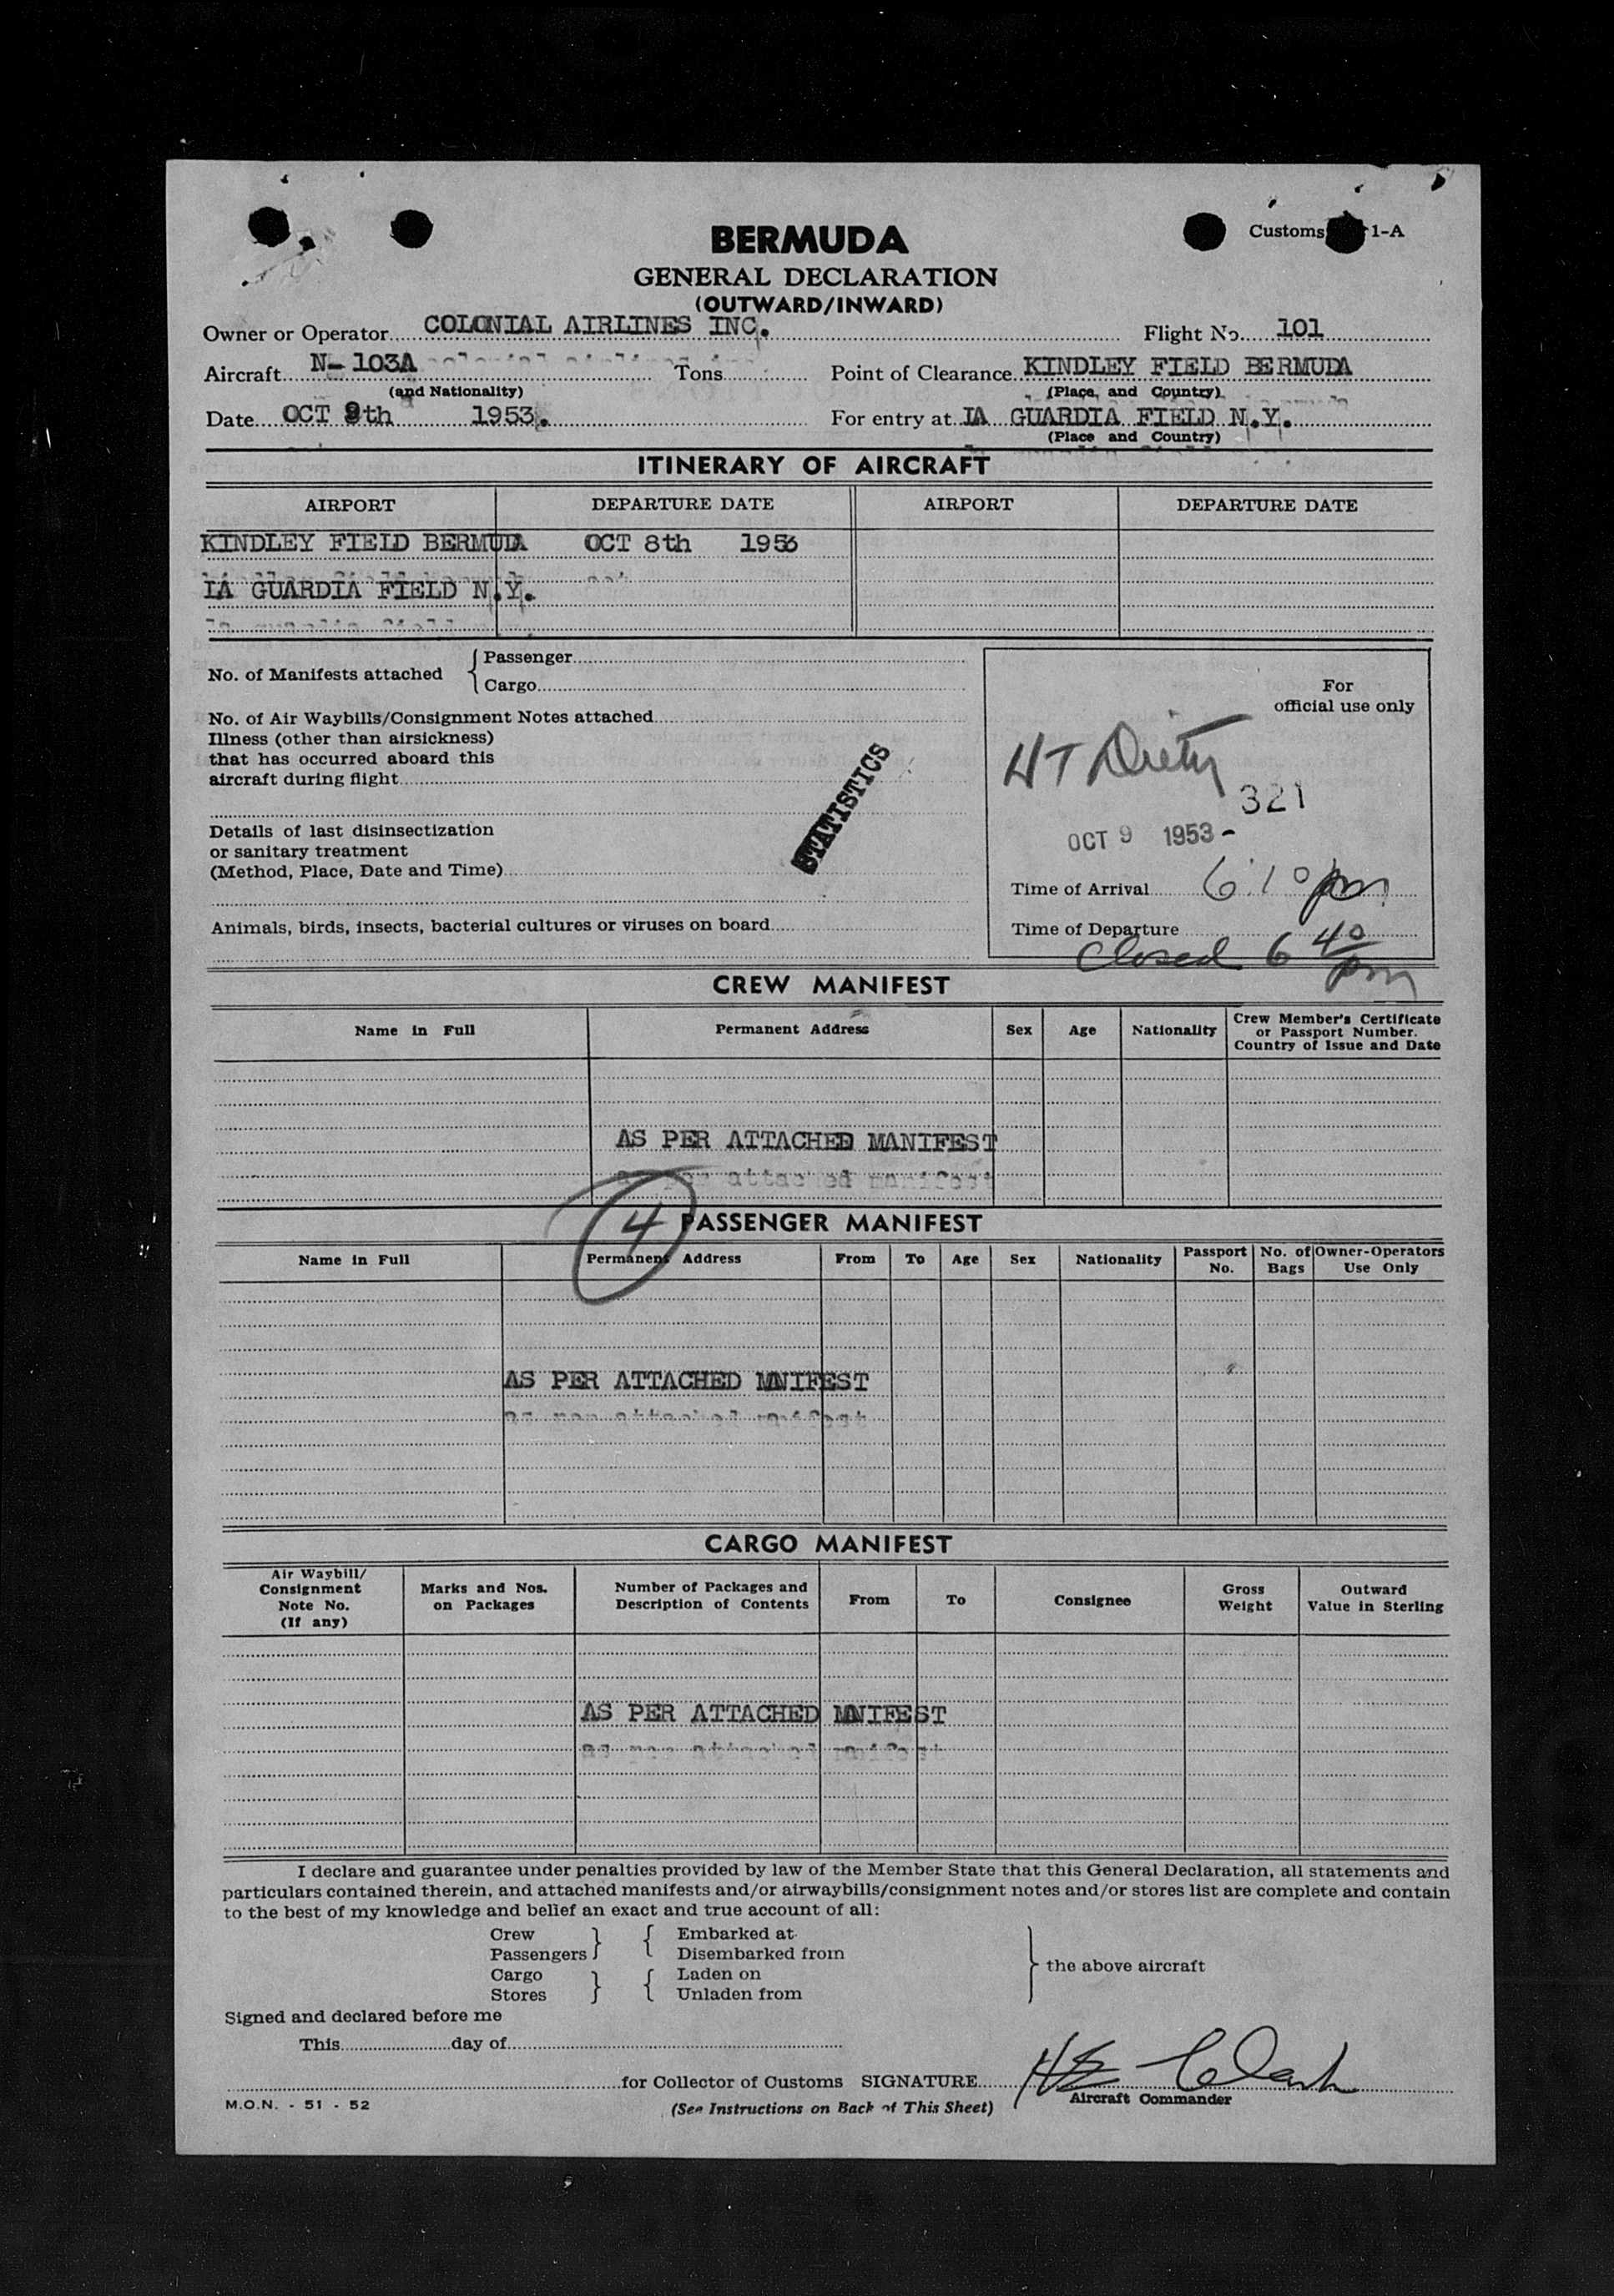 Customs 1-A
BERMUDA
GENERAL DECLARATION
(OUTWARD/INWARD)
Owner or Operator COLONIAL AIRLINES INC. Flight No. 101
Aircraft N-103A Tons Point of Clearance KINDLEY FIELD BERMUDA
(and Nationality) (Place and Country)
Date OCT 9th 1953. For entry at LA GUARDIA FIELD N.Y.
(Place and Country)
ITINERARY OF AIRCRAFT
AIRPORT DEPARTURE DATE AIRPORT DEPARTURE DATE
KINDLEY FIELD BERMUDA OCT 8th 1953
LA GUARDIA FIELD N.Y.
No. of Manifests attached { Passenger
Cargo
For
official use only
No. of Air Waybills/Consignment Notes attached
Illness (other than airsickness)
that has occurred aboard this
aircraft during flight
STATISTICS
HT
321
Details of last disinsectization
or sanitary treatment
(Method, Place, Date and Time)
OCT 9 1953 -
Time of Arrival 6:10 pm
Animals, birds, insects, bacterial cultures or viruses on board
Time of Departure
Closed 6 40 pm
CREW MANIFEST
Name in Full Permanent Address Sex Age Nationality Crew Member's Certificate
or Passport Number.
Country of Issue and Date
AS PER ATTACHED MANIFEST
as per attached manifest
4 PASSENGER MANIFEST
Name in Full Permanent Address From To Age Sex Nationality Passport No. No. of Bags Owner-Operators Use Only
AS PER ATTACHED MNIFEST
CARGO MANIFEST
Air Waybill/
Consignment
Note No.
(If any)
Marks and Nos.
on Packages
Number of Packages and
Description of Contents
From To Consignee
Gross
Weight
Outward
Value in Sterling
AS PER ATTACHED MNIFEST
I declare and guarantee under penalties provided by law of the Member State that this General Declaration, all statements and
particulars contained therein, and attached manifests and/or airwaybills/consignment notes and/or stores list are complete and contain
to the best of my knowledge and belief an exact and true account of all:
Crew } { Embarked at
Passengers Disembarked from
Cargo } { Laden on
Stores Unladen from
} the above aircraft
Signed and declared before me
This day of
for Collector of Customs SIGNATURE HE Clark
Aircraft Commander
M.O.N. - 51 - 52
(See Instructions on Back of This Sheet)